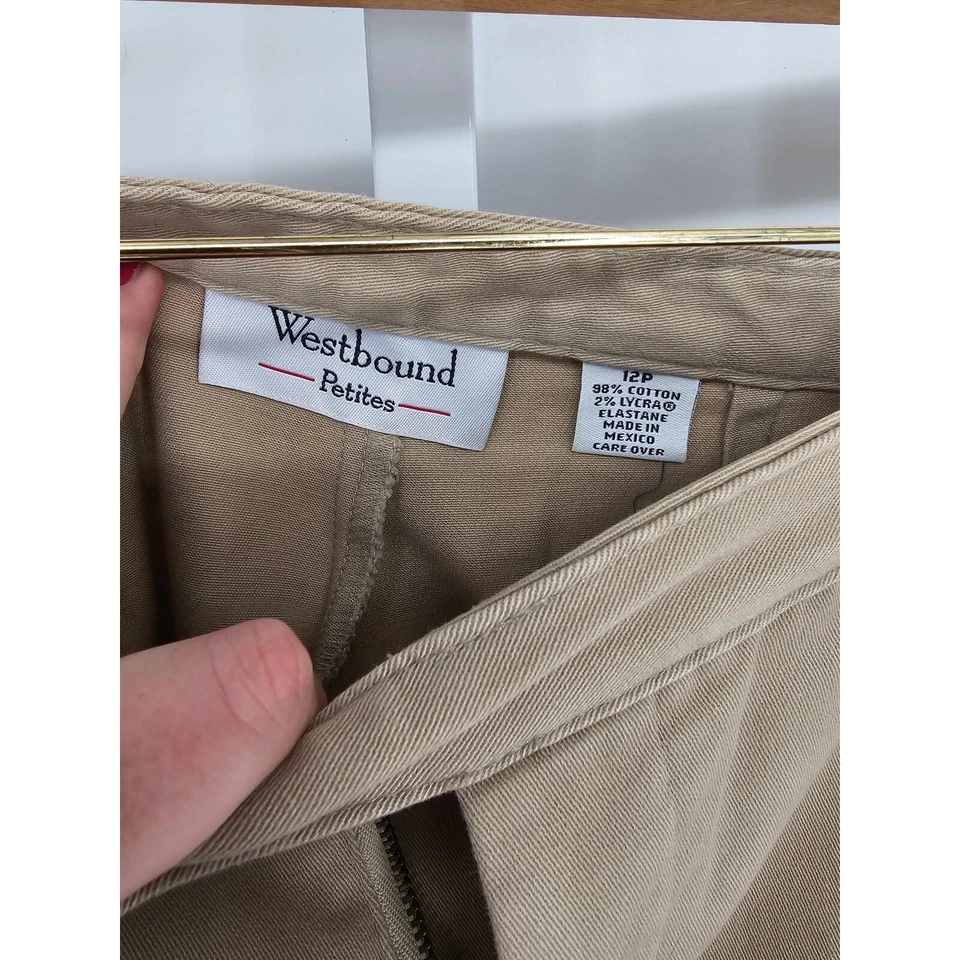 Westbound
Petites
12P
98% COTTON
2% LYCRA®
ELASTANE
MADE IN
MEXICO
CARE OVER